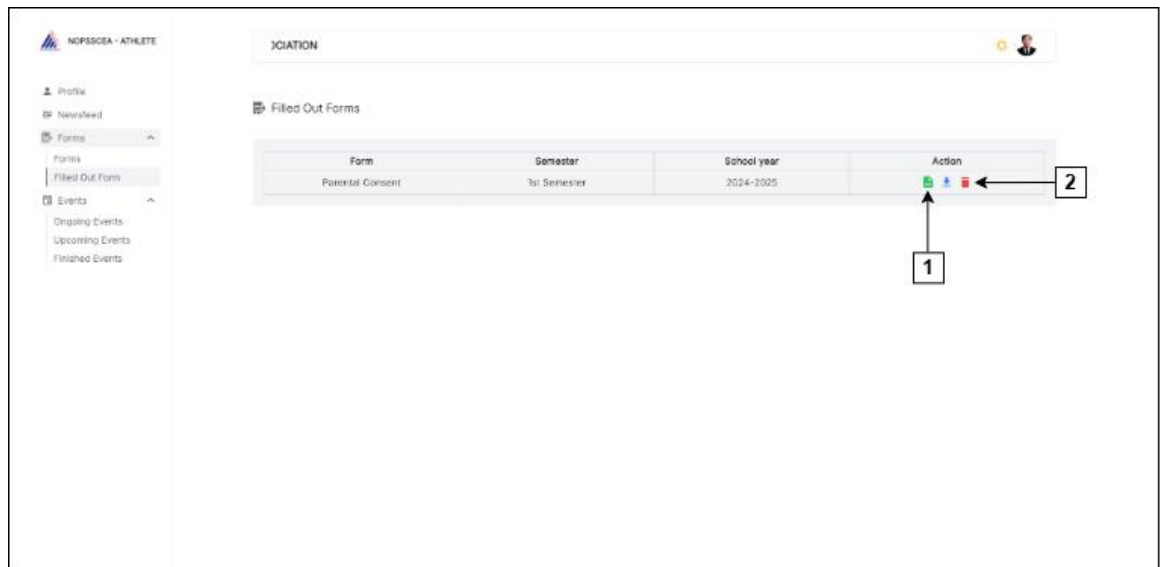 NOPSSCEA - ATHLETE
OCIATION
Profile
Newsfeed
Filled Out Forms
Forms
Forms
Filled Out Form
Form Semester School year Action
Parental Consent 1st Semester 2024-2025
2
Events
Ongoing Events
Upcoming Events
Finished Events
1